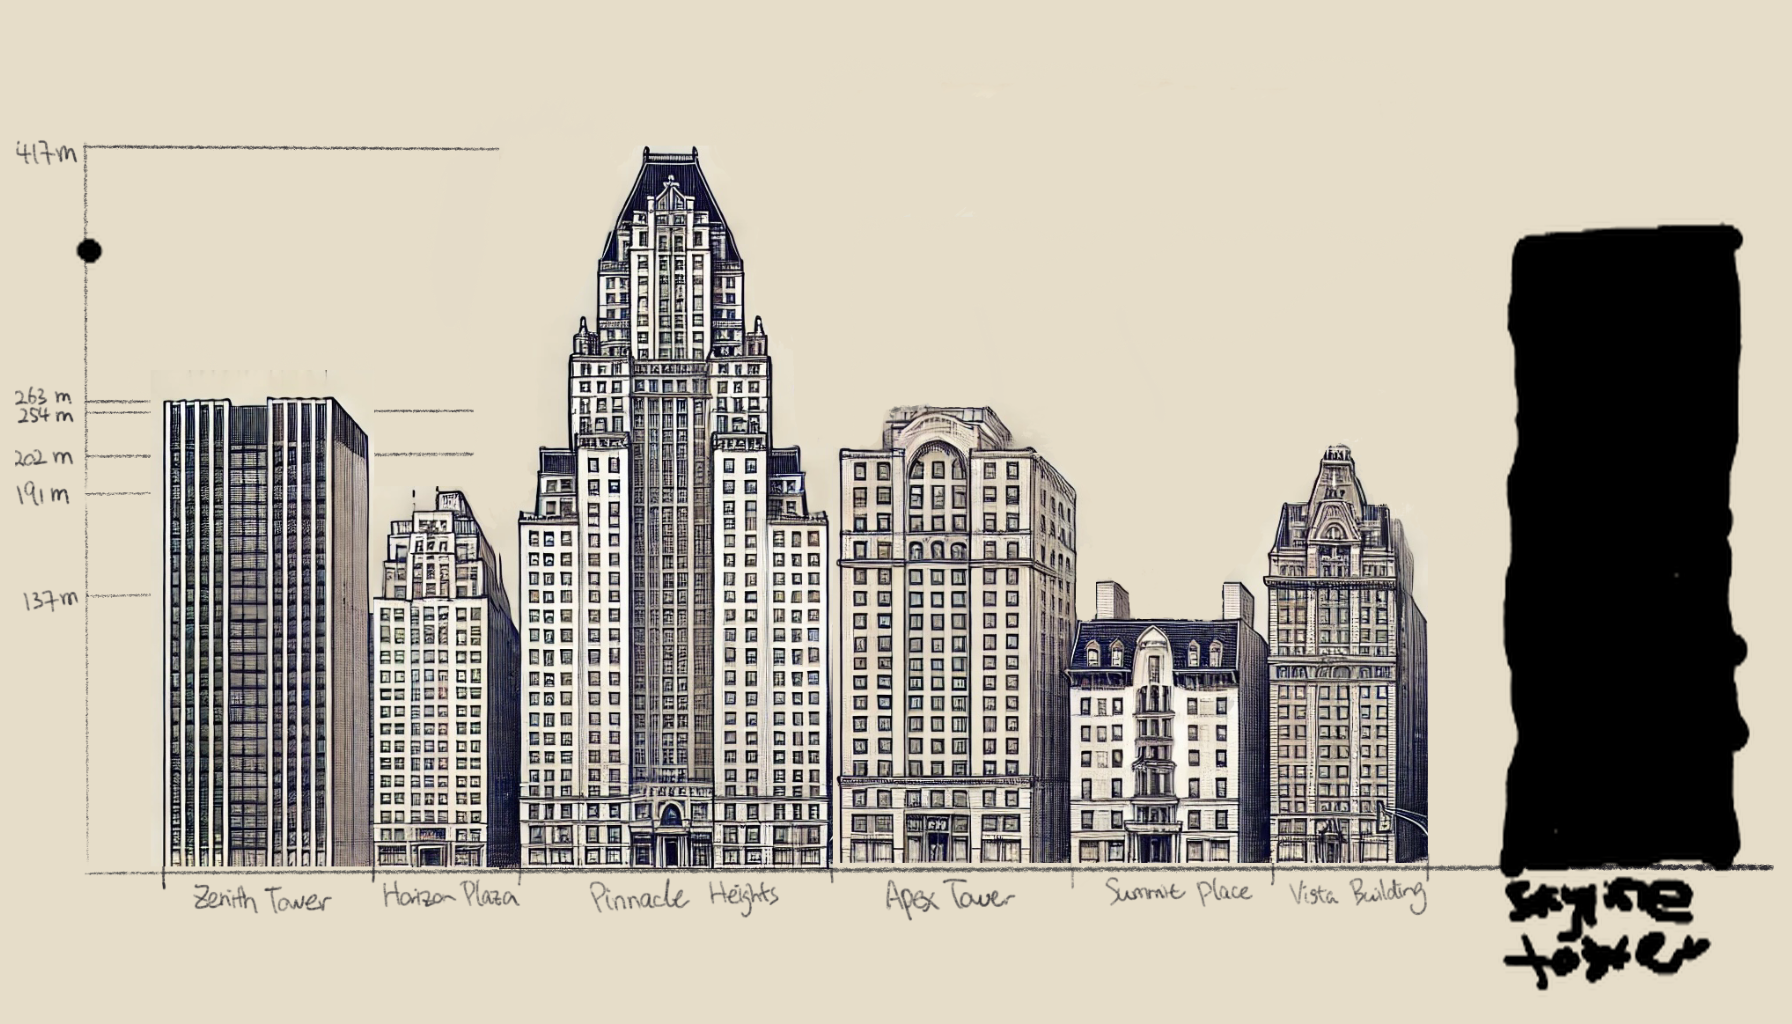 417m
263 m
254 m
202 m
191 m
137m
Zenith Tower
Horizon Plaza
Pinnacle Heights
Apex Tower
Summit place
Vista Building
tower